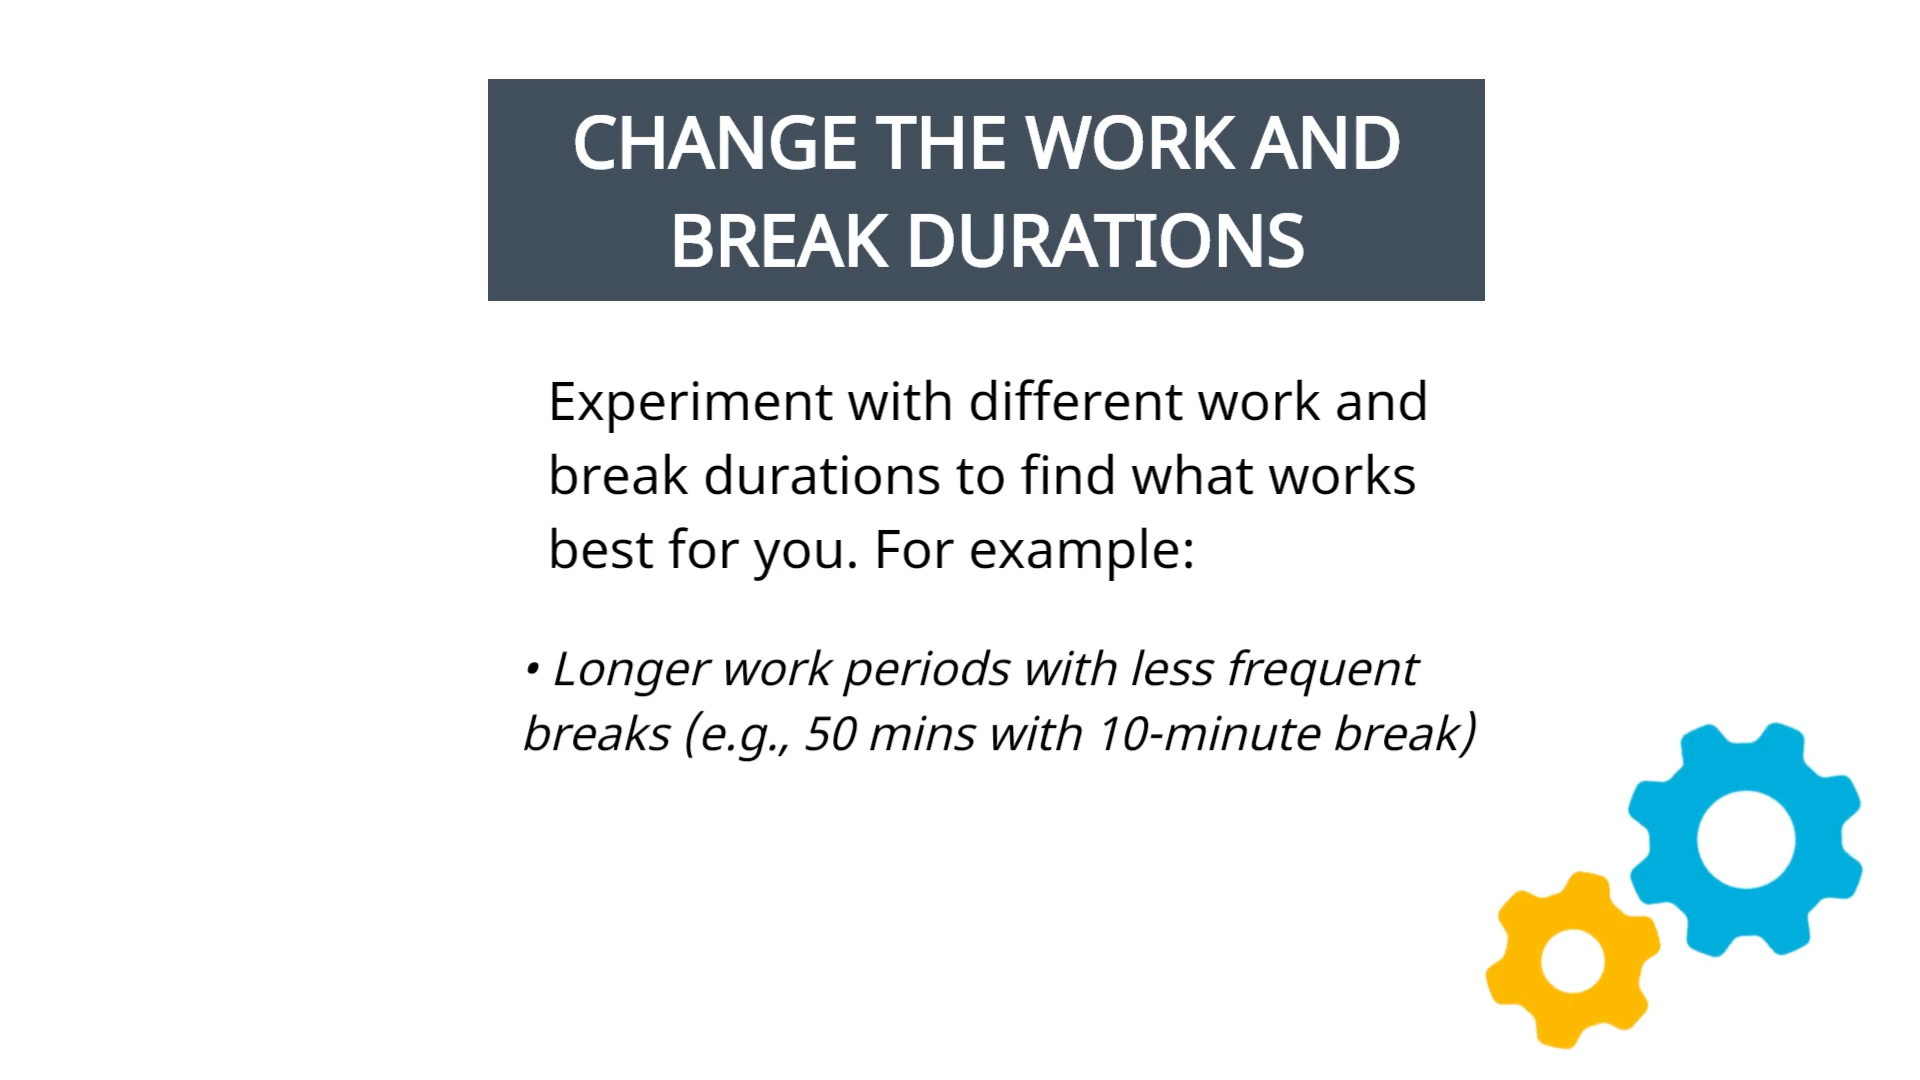 CHANGE THE WORK AND
BREAK DURATIONS
Experiment with different work and
break durations to find what works
best for you. For example:
• Longer work periods with less frequent
breaks (e.g., 50 mins with 10-minute break)